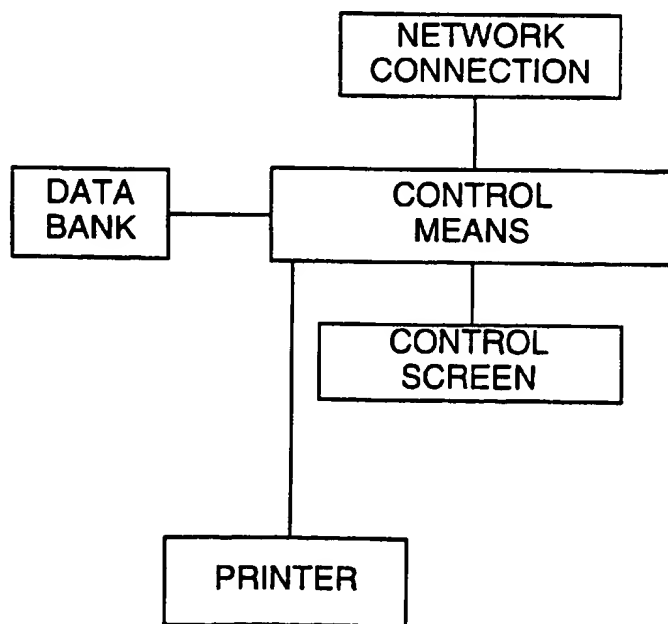 NETWORK
CONNECTION
DATA
BANK
CONTROL
MEANS
CONTROL
SCREEN
PRINTER